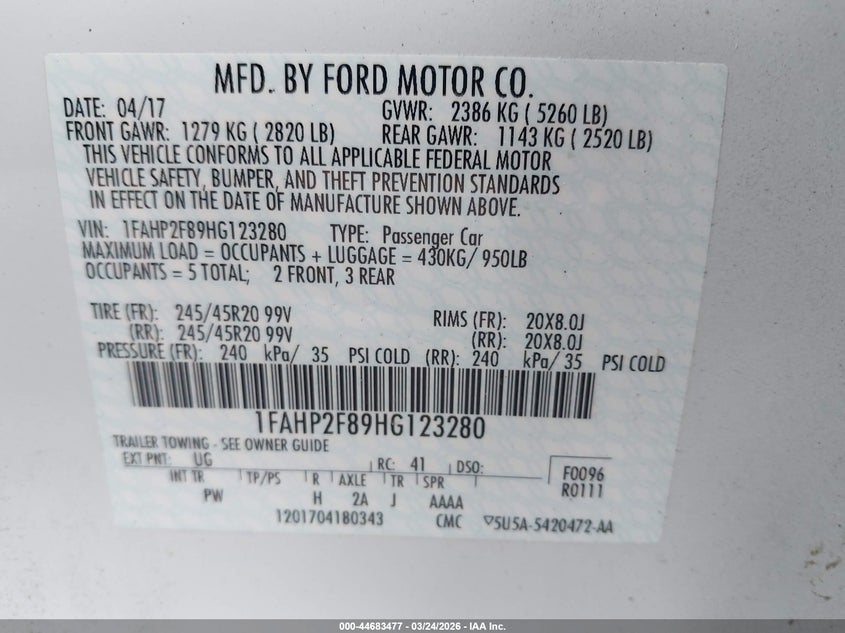 MFD. BY FORD MOTOR CO.
DATE: 04/17 GVWR: 2386 KG ( 5260 LB)
FRONT GAWR: 1279 KG ( 2820 LB) REAR GAWR: 1143 KG ( 2520 LB)
THIS VEHICLE CONFORMS TO ALL APPLICABLE FEDERAL MOTOR
VEHICLE SAFETY, BUMPER, AND THEFT PREVENTION STANDARDS
IN EFFECT ON THE DATE OF MANUFACTURE SHOWN ABOVE.
VIN: 1FAHP2F89HG123280 TYPE: Passenger Car
MAXIMUM LOAD = OCCUPANTS + LUGGAGE = 430KG/ 950LB
OCCUPANTS = 5 TOTAL; 2 FRONT, 3 REAR
TIRE (FR): 245/45R20 99V RIMS (FR): 20X8.0J
(RR): 245/45R20 99V (RR): 20X8.0J
PRESSURE (FR): 240 kPa/ 35 PSI COLD (RR): 240 kPa/ 35 PSI COLD
1FAHP2F89HG123280
TRAILER TOWING - SEE OWNER GUIDE
EXT PNT: UG RC: 41 DSO: F0096
INT TR TP/PS R AXLE TR SPR R0111
PW H 2A J AAAA
1201704180343 CMC ▽5U5A-5420472-AA
000-44683477 - 03/24/2026 - IAA Inc.